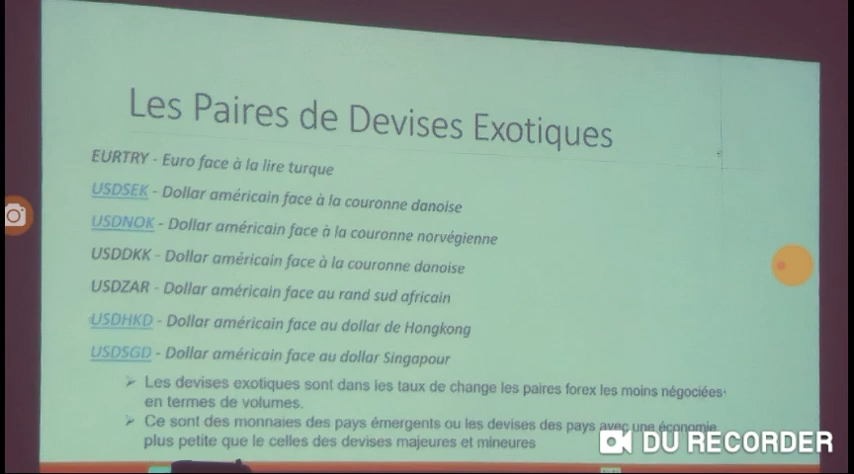 Les Paires de Devises Exotiques
EURTRY - Euro face à la lire turque
USDSEK - Dollar américain face à la couronne danoise
USDNOK - Dollar américain face à la couronne norvégienne
USDDKK - Dollar américain face à la couronne danoise
USDZAR - Dollar américain face au rand sud africain
USDHKD - Dollar américain face au dollar de Hongkong
USDSGD - Dollar américain face au dollar Singapour
➢ Les devises exotiques sont dans les taux de change les paires forex les moins négociées
en termes de volumes.
➢ Ce sont des monnaies des pays émergents ou les devises des pays avec une économie
plus petite que le celles des devises majeures et mineures
DU RECORDER